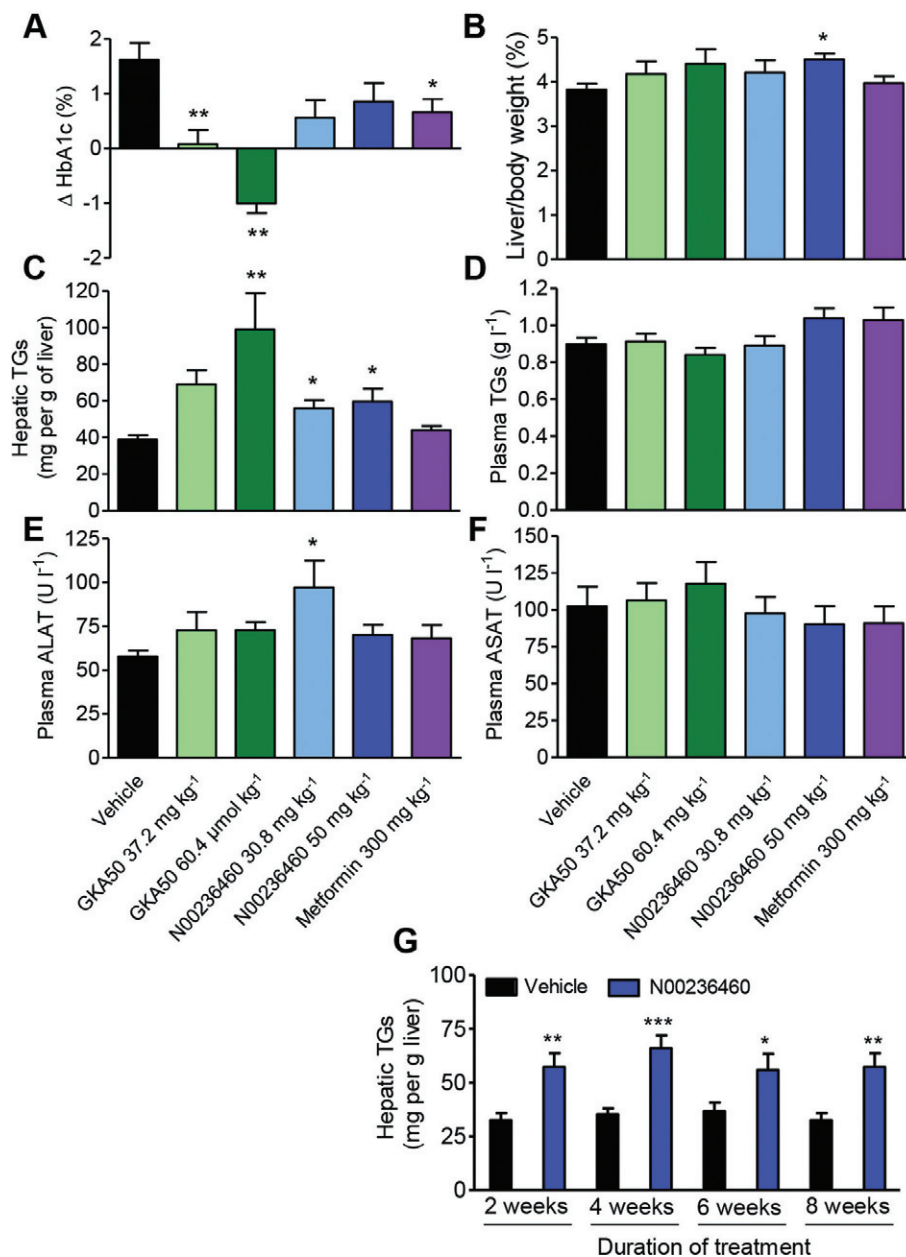 A
Δ HbA1c (%)
2
1
0
-1
-2
**
**
*
B
Liver/body weight (%)
5
4
3
2
1
0
*
C
Hepatic TGs
(mg per g of liver)
120
100
80
60
40
20
0
**
*
*
D
Plasma TGs (g l⁻¹)
1.2
1.0
0.8
0.6
0.4
0.2
0.0
E
Plasma ALAT (U l⁻¹)
125
100
75
50
25
0
*
F
Plasma ASAT (U l⁻¹)
150
125
100
75
50
25
0
Vehicle
GKA50 37.2 mg kg⁻¹
GKA50 60.4 µmol kg⁻¹
N00236460 30.8 mg kg⁻¹
N00236460 50 mg kg⁻¹
Metformin 300 mg kg⁻¹
Vehicle
GKA50 37.2 mg kg⁻¹
GKA50 60.4 mg kg⁻¹
N00236460 30.8 mg kg⁻¹
N00236460 50 mg kg⁻¹
Metformin 300 mg kg⁻¹
G
Hepatic TGs
(mg per g liver)
100
75
50
25
0
Vehicle
N00236460
**
***
*
**
2 weeks
4 weeks
6 weeks
8 weeks
Duration of treatment